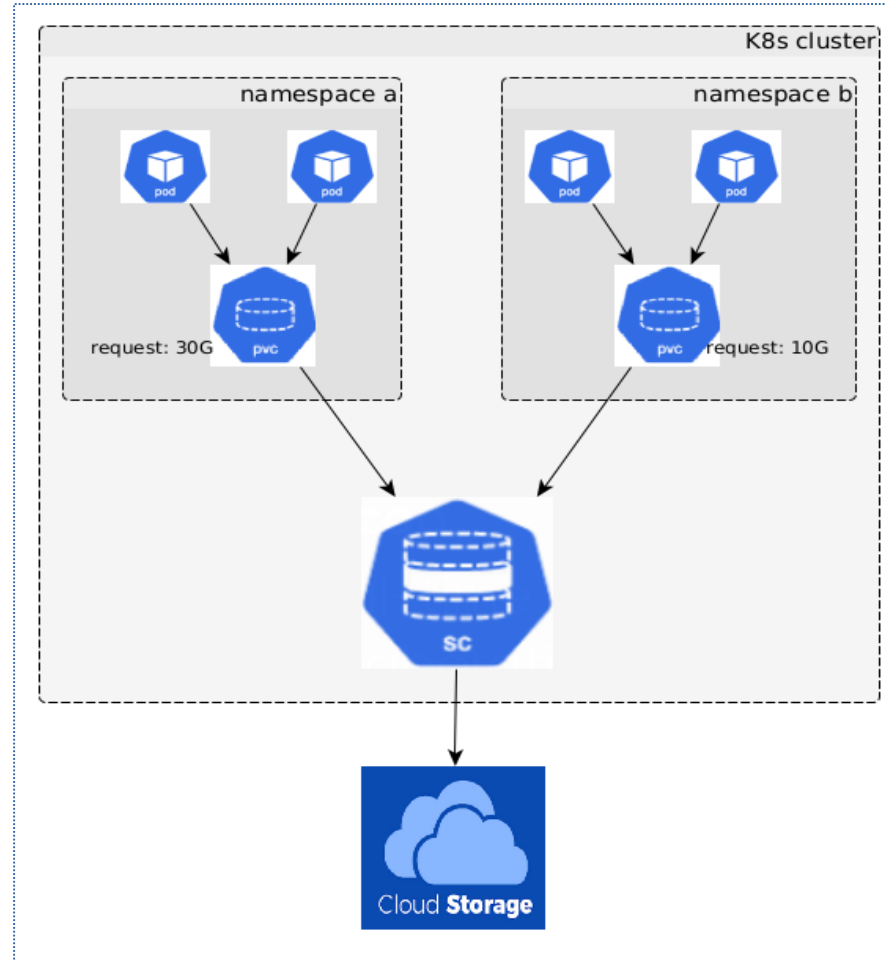 K8s cluster
namespace a
namespace b
pod
pod
pod
pod
request: 30G
pvc
pvc
request: 10G
SC
Cloud Storage